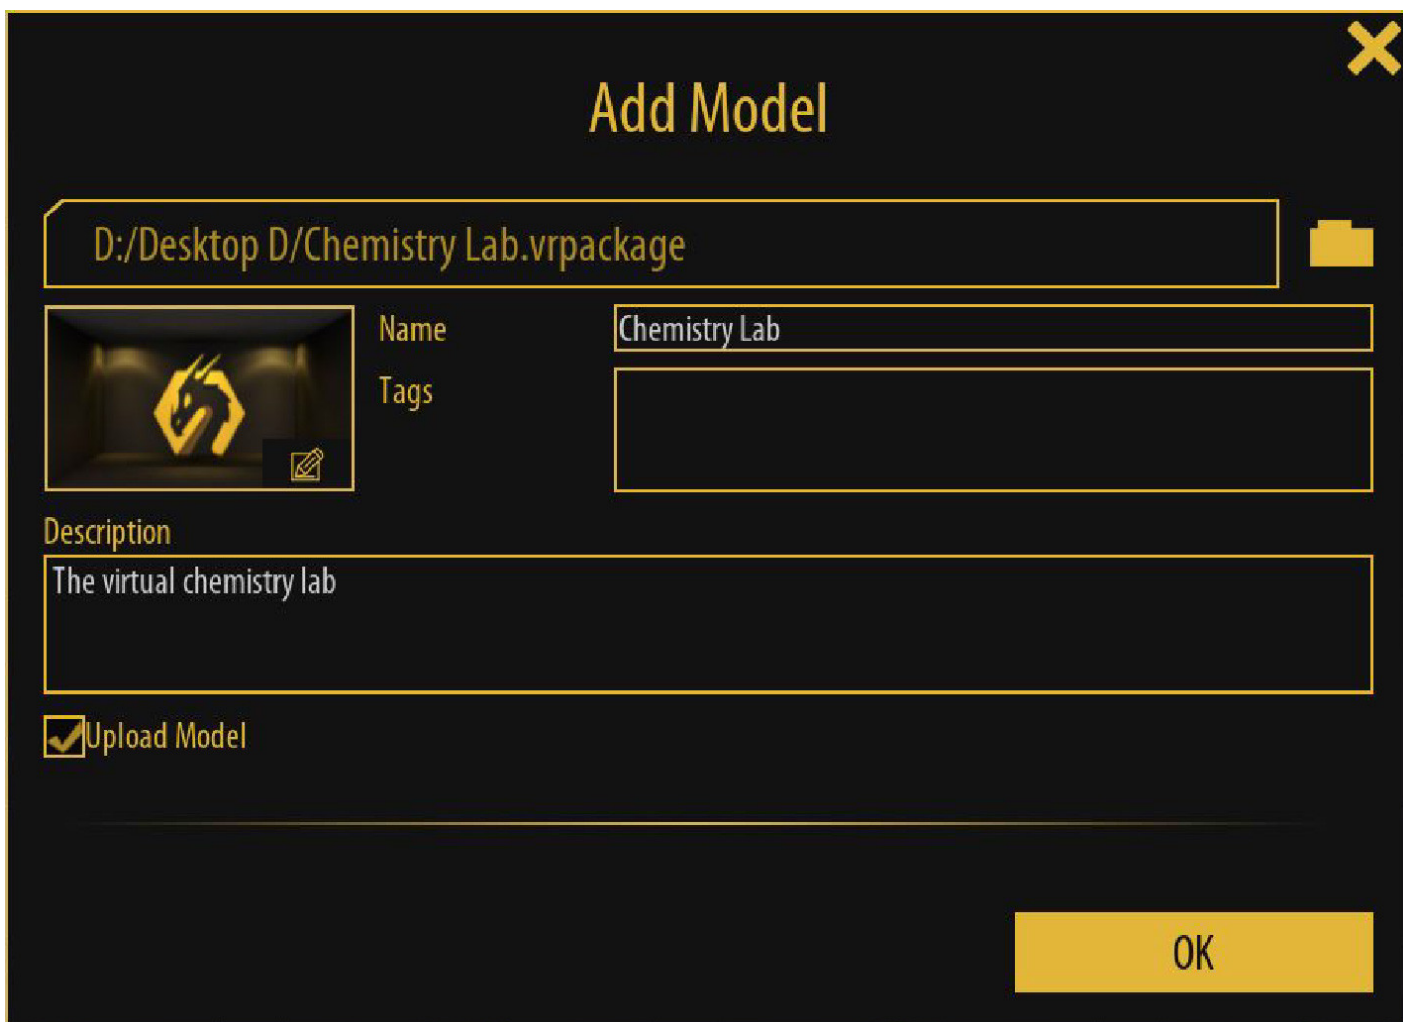 Add Model
D:/Desktop D/Chemistry Lab.vrpackage
Name
Chemistry Lab
Tags
Description
The virtual chemistry lab
Upload Model
OK